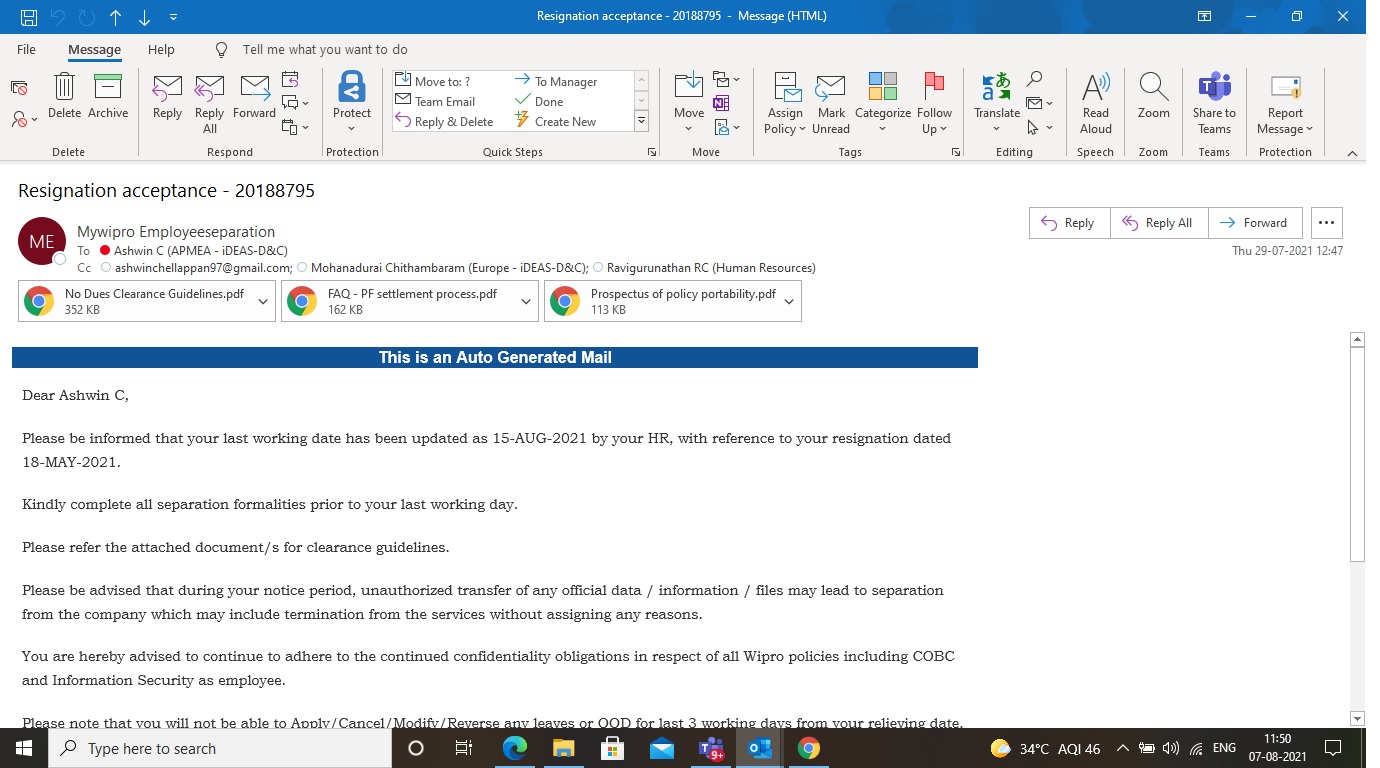 Resignation acceptance - 20188795 - Message (HTML)
File Message Help Tell me what you want to do
Delete Archive
Reply Reply All Forward
Protect
Move to: ? To Manager
Team Email Done
Reply & Delete Create New
Move
Assign Policy Mark Unread Categorize Follow Up
Translate
Read Aloud
Zoom
Share to Teams
Report Message
Delete Respond Protection Quick Steps Move Tags Editing Speech Zoom Teams Protection
Resignation acceptance - 20188795
Reply Reply All Forward
ME
Mywipro Employeeseparation
To Ashwin C (APMEA - iDEAS-D&C)
Thu 29-07-2021 12:47
Cc ashwinchellappan97@gmail.com; Mohanadurai Chithambaram (Europe - iDEAS-D&C); Ravigurunathan RC (Human Resources)
No Dues Clearance Guidelines.pdf
352 KB
FAQ - PF settlement process.pdf
162 KB
Prospectus of policy portability.pdf
113 KB
This is an Auto Generated Mail
Dear Ashwin C,
Please be informed that your last working date has been updated as 15-AUG-2021 by your HR, with reference to your resignation dated
18-MAY-2021.
Kindly complete all separation formalities prior to your last working day.
Please refer the attached document/s for clearance guidelines.
Please be advised that during your notice period, unauthorized transfer of any official data / information / files may lead to separation
from the company which may include termination from the services without assigning any reasons.
You are hereby advised to continue to adhere to the continued confidentiality obligations in respect of all Wipro policies including COBC
and Information Security as employee.
Please note that you will not be able to Apply/Cancel/Modify/Reverse any leaves or OOD for last 3 working days from your relieving date.
Type here to search
9+
34°C AQI 46
ENG
11:50
07-08-2021